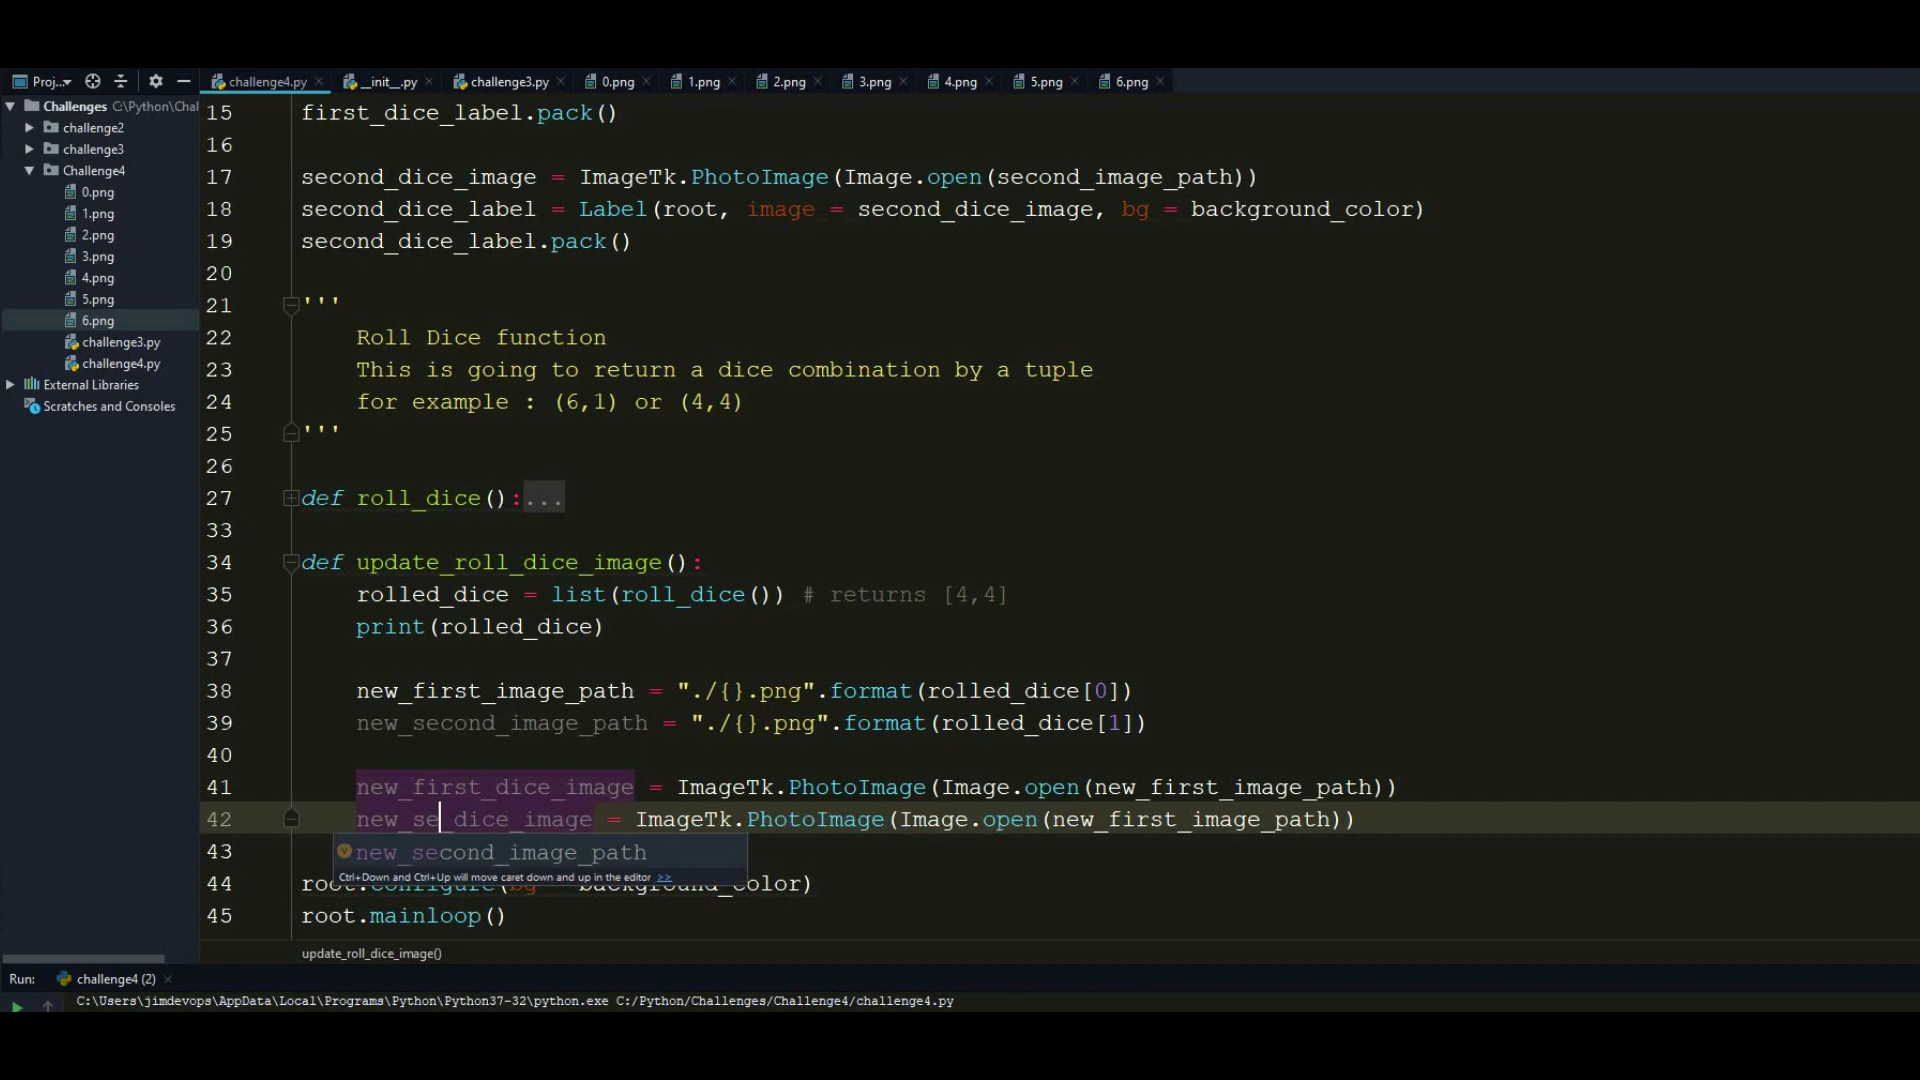 Proj...
challenge4.py
__init__.py
challenge3.py
0.png
1.png
2.png
3.png
4.png
5.png
6.png
Challenges C:\Python\Chal
challenge2
challenge3
Challenge4
0.png
1.png
2.png
3.png
4.png
5.png
6.png
challenge3.py
challenge4.py
External Libraries
Scratches and Consoles
15 first_dice_label.pack()
16
17 second_dice_image = ImageTk.PhotoImage(Image.open(second_image_path))
18 second_dice_label = Label(root, image = second_dice_image, bg = background_color)
19 second_dice_label.pack()
20
21 '''
22 Roll Dice function
23 This is going to return a dice combination by a tuple
24 for example : (6,1) or (4,4)
25 '''
26
27 def roll_dice():...
33
34 def update_roll_dice_image():
35 rolled_dice = list(roll_dice()) # returns [4,4]
36 print(rolled_dice)
37
38 new_first_image_path = "./{}.png".format(rolled_dice[0])
39 new_second_image_path = "./{}.png".format(rolled_dice[1])
40
41 new_first_dice_image = ImageTk.PhotoImage(Image.open(new_first_image_path))
42 new_se_dice_image = ImageTk.PhotoImage(Image.open(new_first_image_path))
43 new_second_image_path
Ctrl+Down and Ctrl+Up will move caret down and up in the editor >>
44 root.configure(bg background_color)
45 root.mainloop()
update_roll_dice_image()
Run: challenge4 (2)
C:\Users\jimdevops\AppData\Local\Programs\Python\Python37-32\python.exe C:/Python/Challenges/Challenge4/challenge4.py